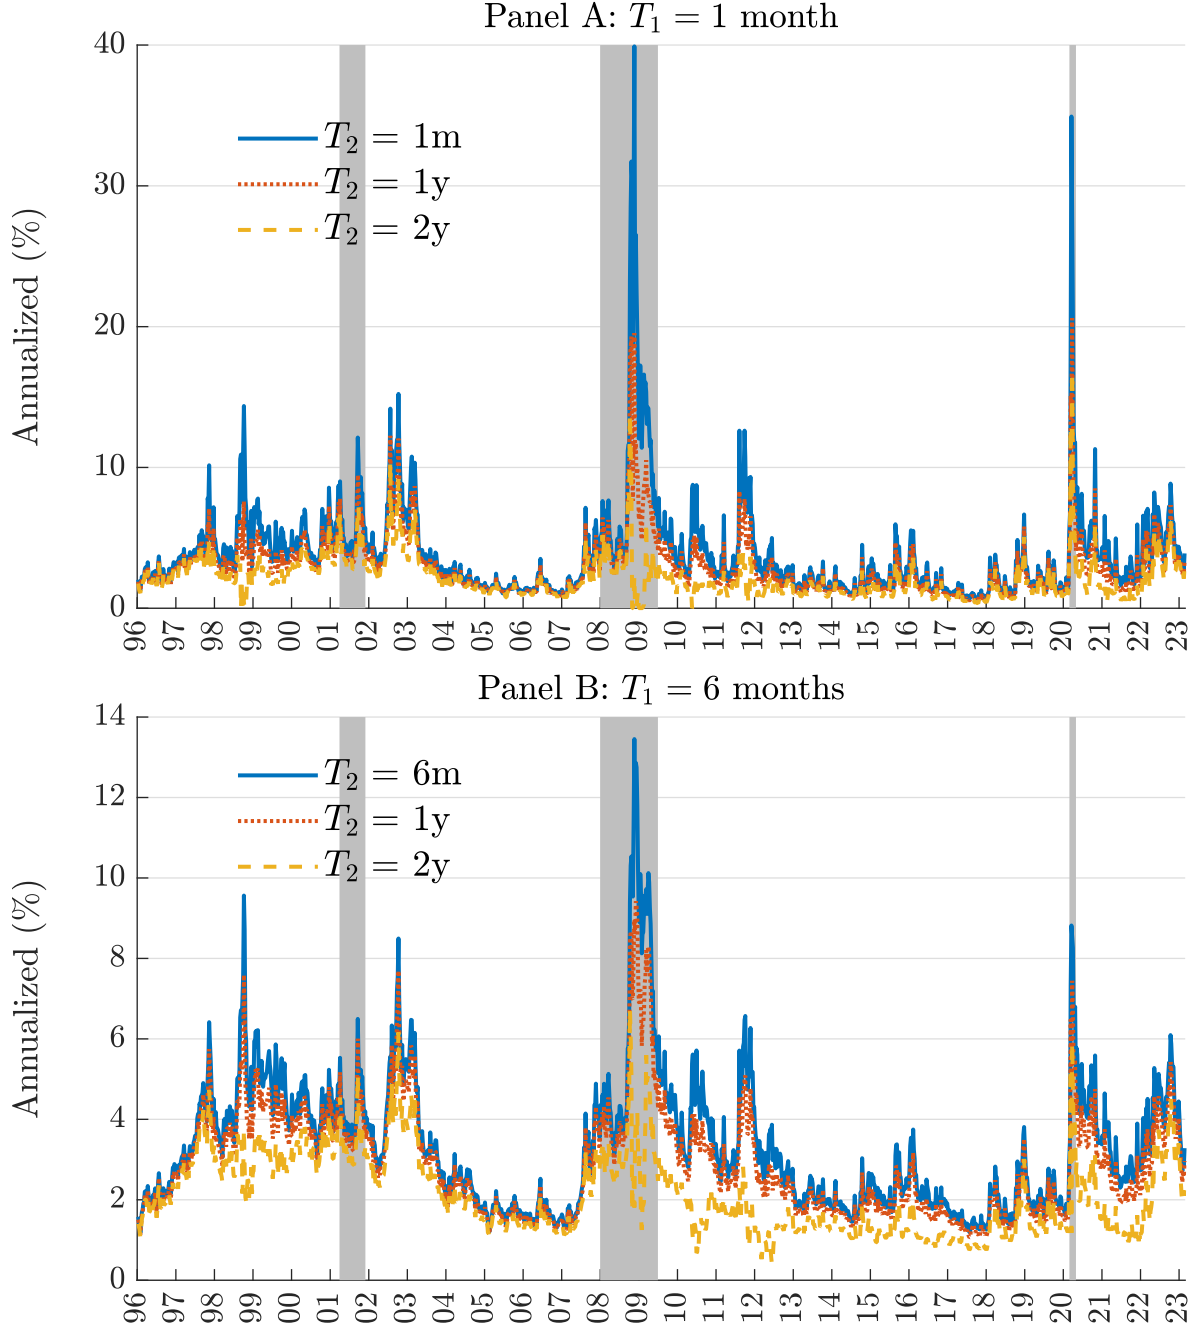 Panel A: T₁ = 1 month
Annualized (%)
40
30
20
10
0
T₂ = 1m
T₂ = 1y
T₂ = 2y
96 97 98 99 00 01 02 03 04 05 06 07 08 09 10 11 12 13 14 15 16 17 18 19 20 21 22 23
Panel B: T₁ = 6 months
Annualized (%)
14
12
10
8
6
4
2
0
T₂ = 6m
T₂ = 1y
T₂ = 2y
96 97 98 99 00 01 02 03 04 05 06 07 08 09 10 11 12 13 14 15 16 17 18 19 20 21 22 23